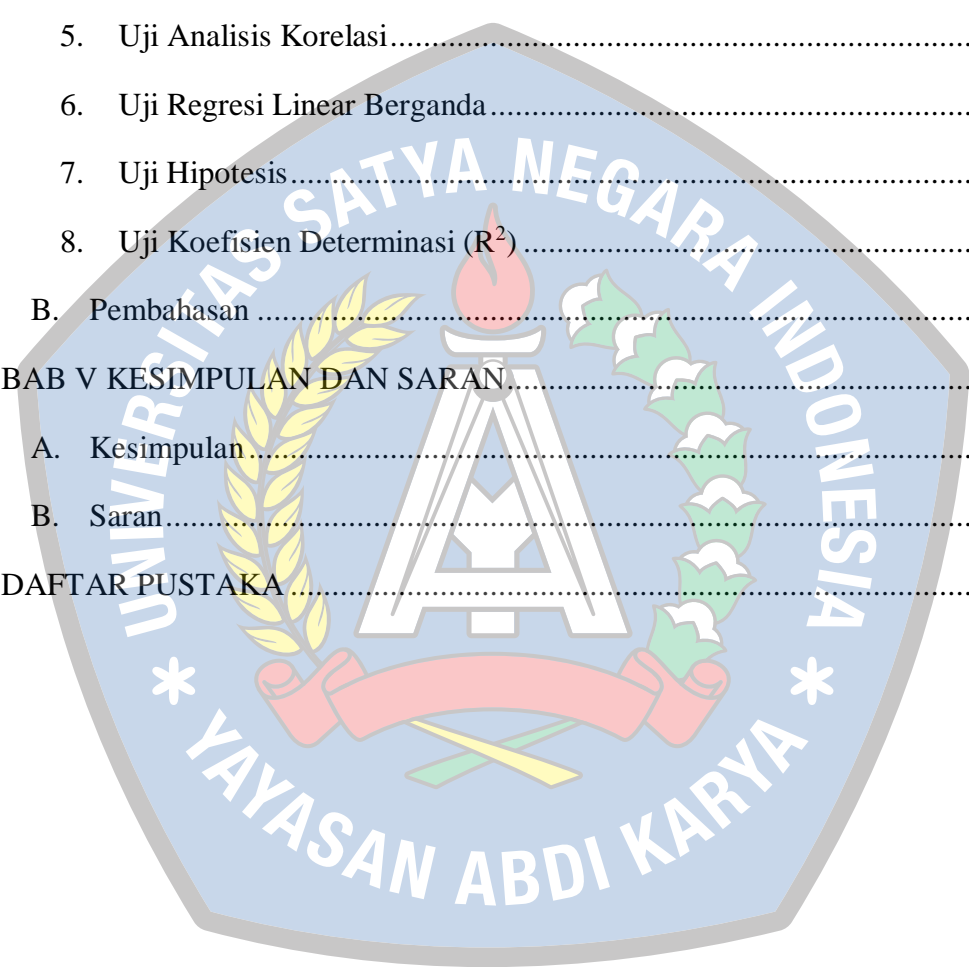 5. Uji Analisis Korelasi........................................................................
6. Uji Regresi Linear Berganda............................................................
7. Uji Hipotesis.....................................................................................
8. Uji Koefisien Determinasi (R²)........................................................
B. Pembahasan .........................................................................................
BAB V KESIMPULAN DAN SARAN..........................................................
A. Kesimpulan..........................................................................................
B. Saran....................................................................................................
DAFTAR PUSTAKA .....................................................................................
UNIVERSITAS SATYA NEGARA INDONESIA
* YAYASAN ABDI KARYA *